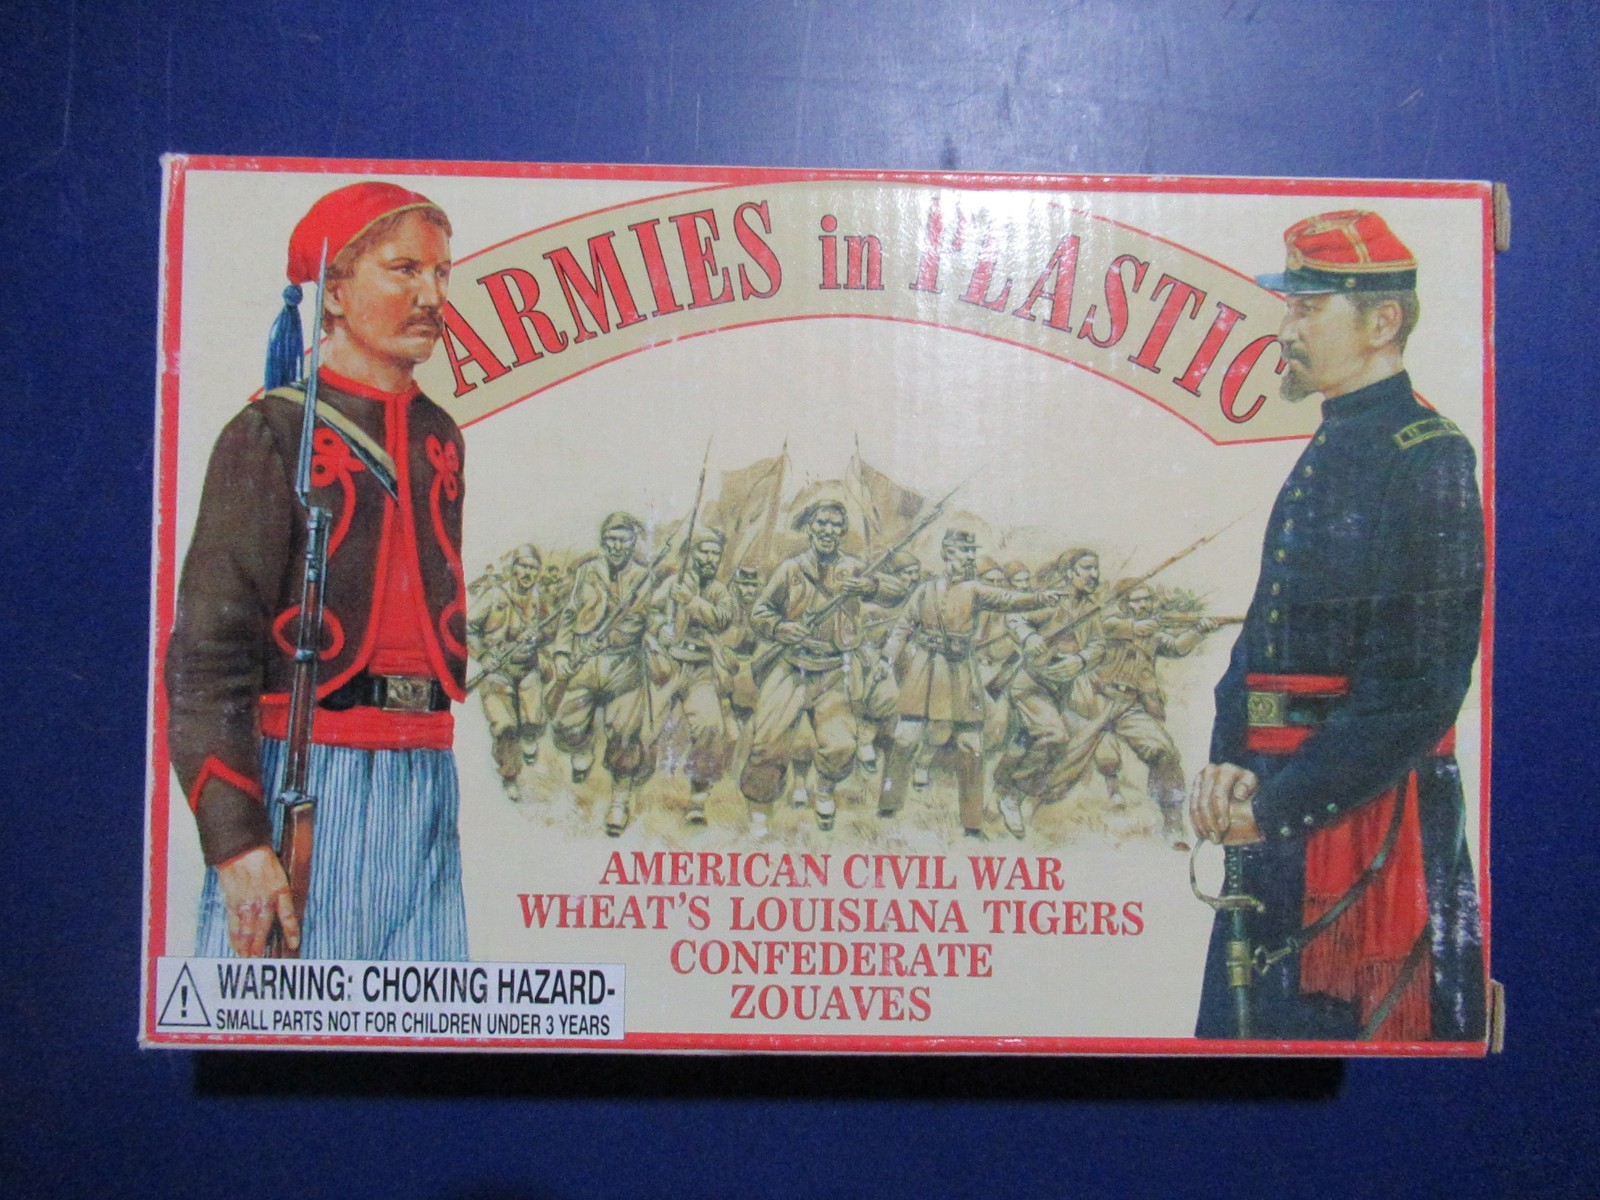 ARMIES in PLASTIC
AMERICAN CIVIL WAR
WHEAT'S LOUISIANA TIGERS
CONFEDERATE
ZOUAVES
WARNING: CHOKING HAZARD-
SMALL PARTS NOT FOR CHILDREN UNDER 3 YEARS